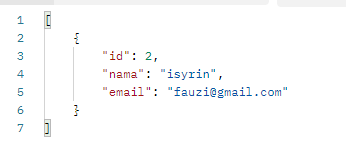 1 [
2     {
3         "id": 2,
4         "nama": "isyrin",
5         "email": "fauzi@gmail.com"
6     }
7 ]